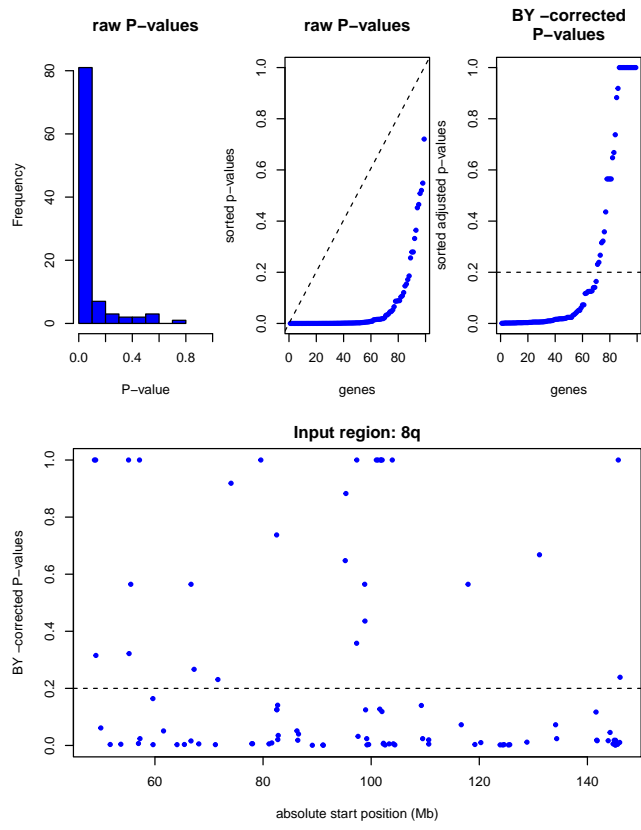 raw P-values
Frequency
0 20 40 60 80
0.0 0.4 0.8
P-value
raw P-values
sorted p-values
0.0 0.2 0.4 0.6 0.8 1.0
0 20 40 60 80
genes
BY -corrected
P-values
sorted adjusted p-values
0.0 0.2 0.4 0.6 0.8 1.0
0 20 40 60 80
genes
Input region: 8q
BY -corrected P-values
0.0 0.2 0.4 0.6 0.8 1.0
60 80 100 120 140
absolute start position (Mb)